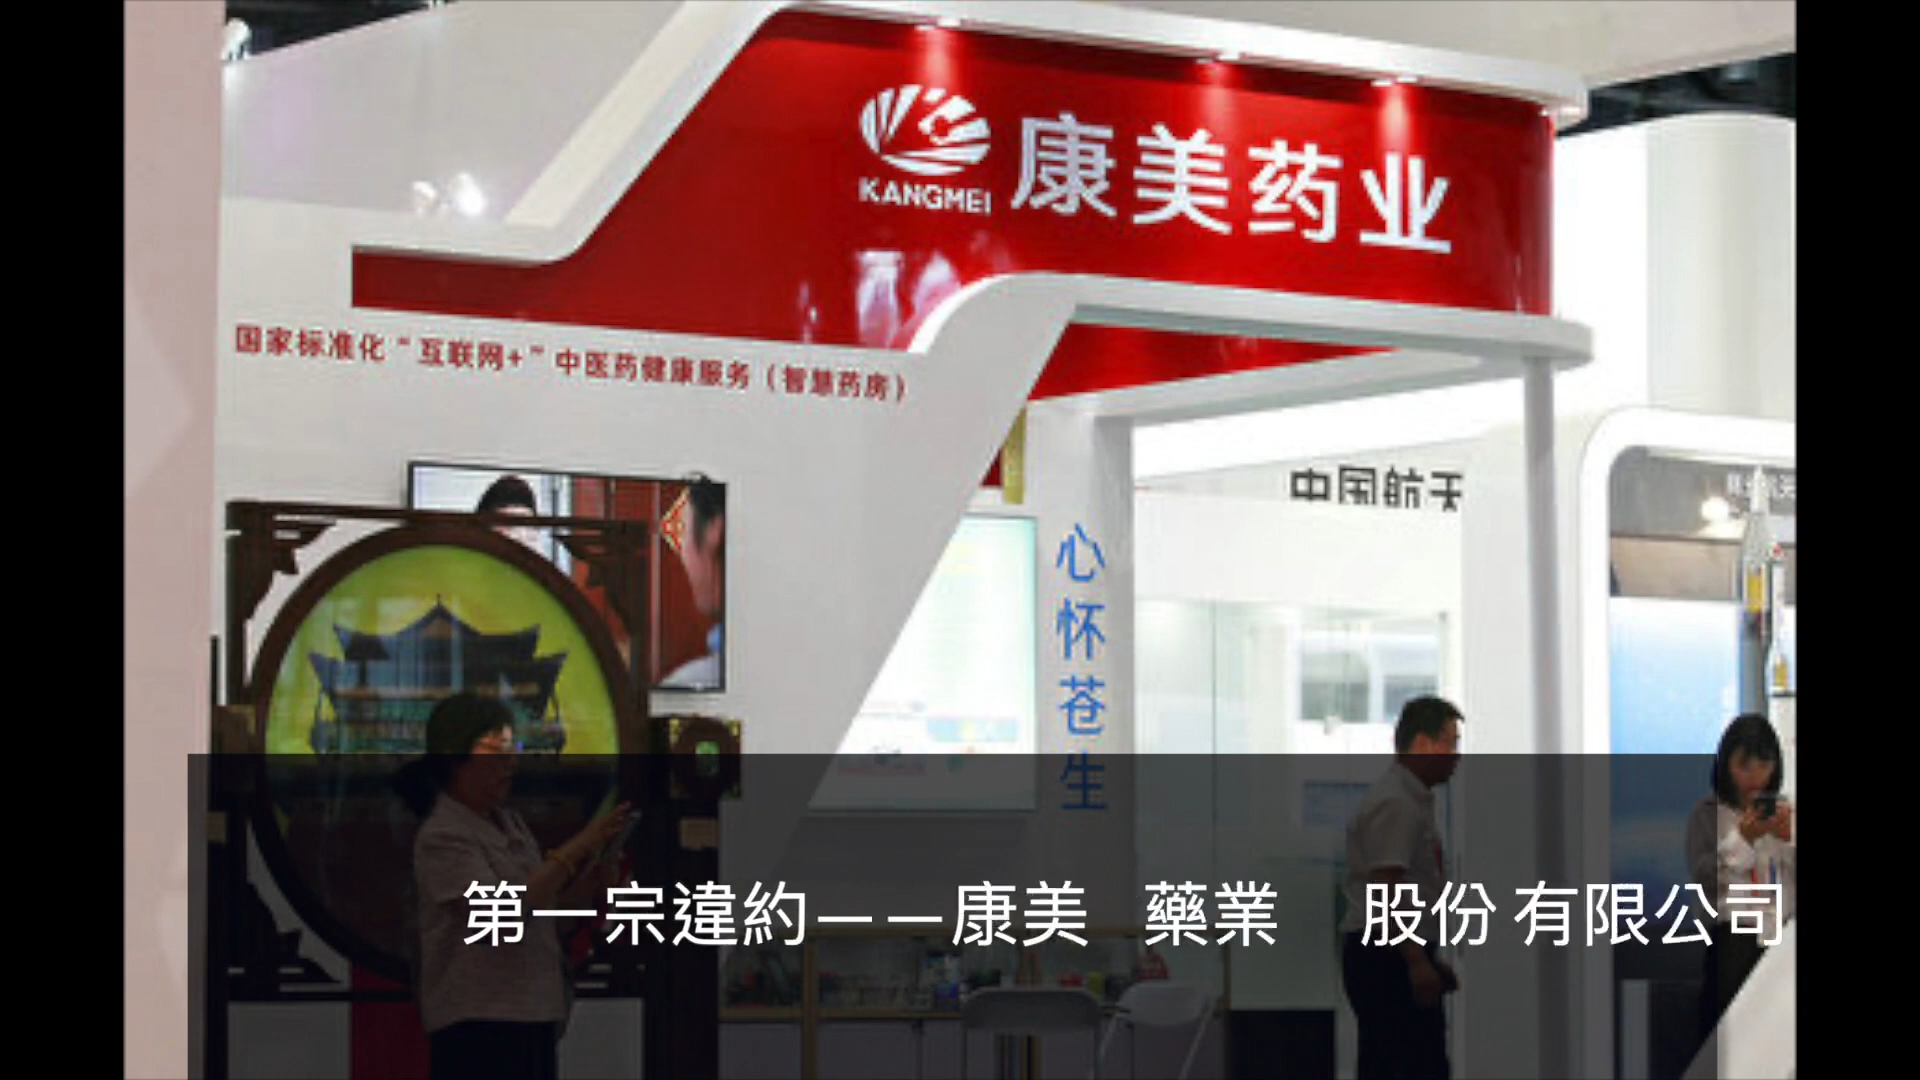 康美药业
KANGMEI
国家标准化“互联网+”中医药健康服务（智慧药房）
中国航天
心怀苍生
第一宗違約——康美 藥業 股份有限公司